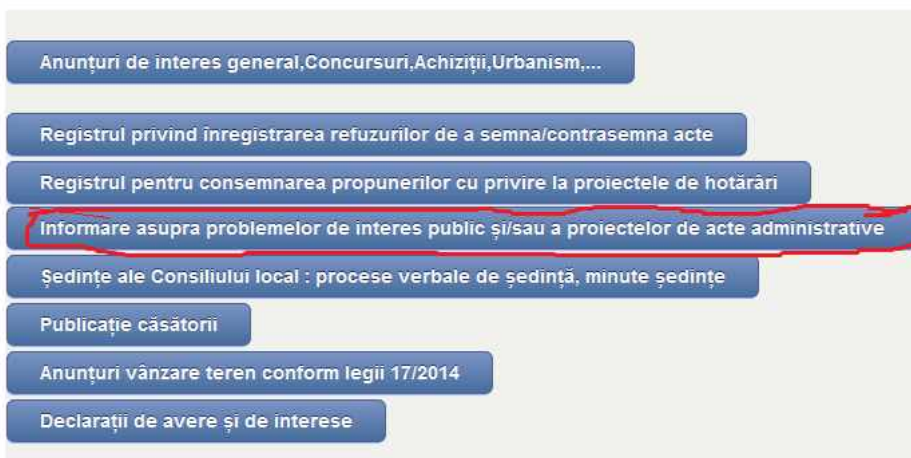 Anunțuri de interes general,Concursuri,Achiziții,Urbanism,...
Registrul privind înregistrarea refuzurilor de a semna/contrasemna acte
Registrul pentru consemnarea propunerilor cu privire la proiectele de hotărâri
Informare asupra problemelor de interes public și/sau a proiectelor de acte administrative
Ședințe ale Consiliului local : procese verbale de ședință, minute ședințe
Publicație căsătorii
Anunțuri vânzare teren conform legii 17/2014
Declarații de avere și de interese